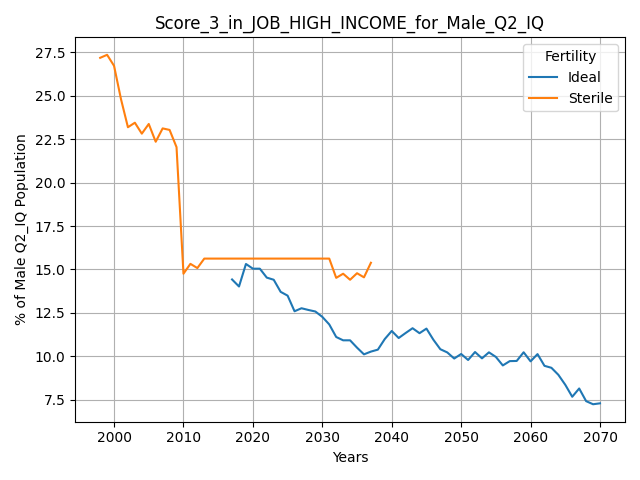 Score_3_in_JOB_HIGH_INCOME_for_Male_Q2_IQ
27.5
25.0
22.5
20.0
17.5
15.0
12.5
10.0
7.5
% of Male Q2_IQ Population
Fertility
Ideal
Sterile
2000 2010 2020 2030 2040 2050 2060 2070
Years